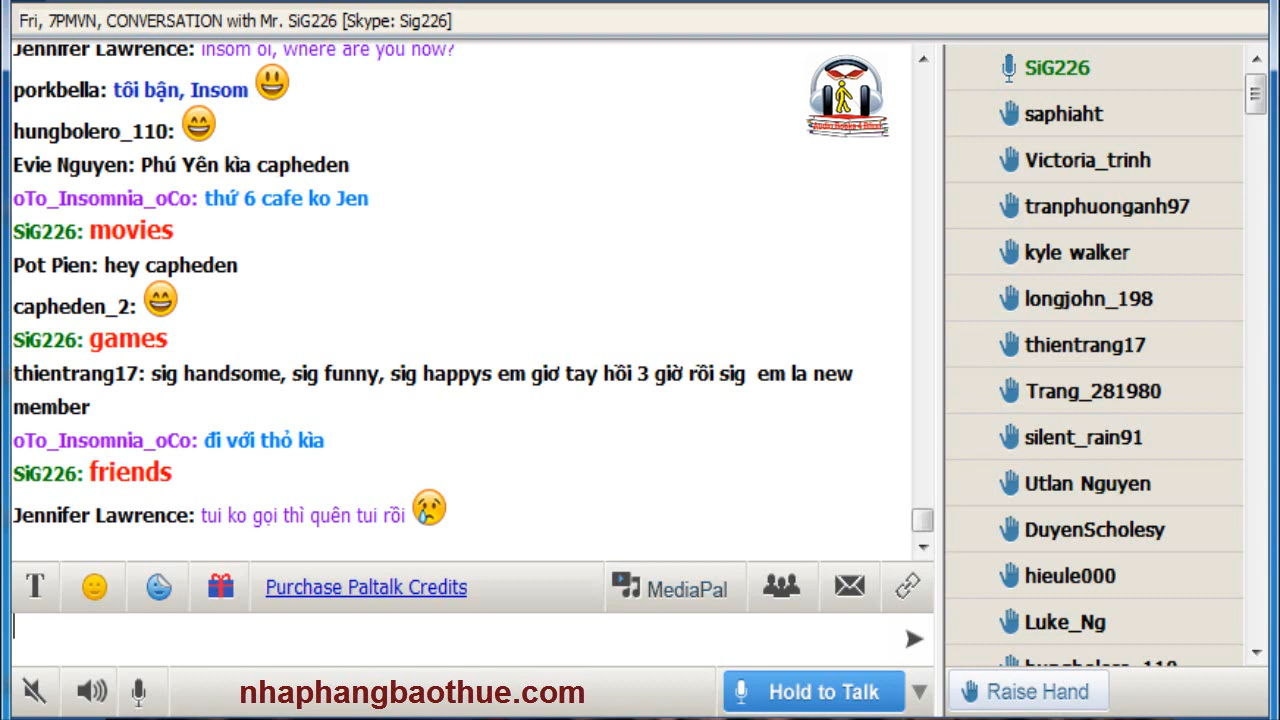 Fri, 7PMVN, CONVERSATION with Mr. SiG226 [Skype: Sig226]
Jennifer Lawrence: insom oi, where are you now?
porkbella: tôi bận, Insom
hungbolero_110:
Evie Nguyen: Phú Yên kìa capheden
oTo_Insomnia_oCo: thứ 6 cafe ko Jen
SiG226: movies
Pot Pien: hey capheden
capheden_2:
SiG226: games
thientrang17: sig handsome, sig funny, sig happys em giơ tay hồi 3 giờ rồi sig em la new
member
oTo_Insomnia_oCo: đi với thỏ kìa
SiG226: friends
Jennifer Lawrence: tui ko gọi thì quên tui rồi
T
Purchase Paltalk Credits
MediaPal
nhaphangbaothue.com
Hold to Talk
SiG226
saphiaht
Victoria_trinh
tranphuonganh97
kyle walker
longjohn_198
thientrang17
Trang_281980
silent_rain91
Utlan Nguyen
DuyenScholesy
hieule000
Luke_Ng
hungbolero_110
Raise Hand